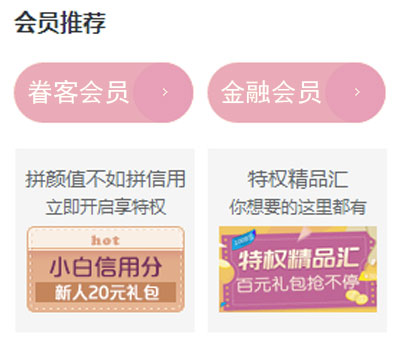 会员推荐
眷客会员
金融会员
拼颜值不如拼信用
立即开启享特权
hot
小白信用分
新人20元礼包
特权精品汇
你想要的这里都有
特权精品汇
百元礼包抢不停